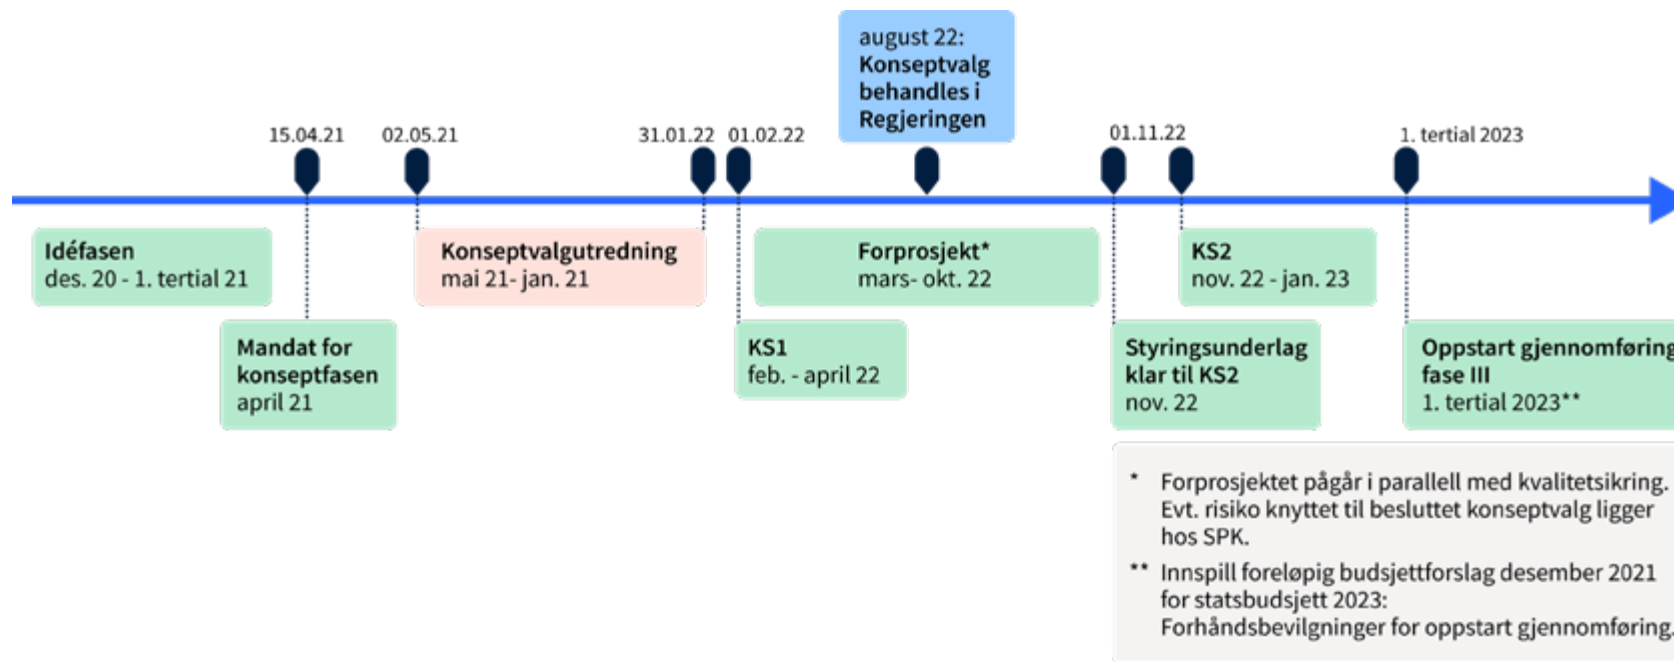 august 22:
Konseptvalg
behandles i
Regjeringen
15.04.21
02.05.21
31.01.22
01.02.22
01.11.22
1. tertial 2023
Idéfasen
des. 20 - 1. tertial 21
Konseptvalgutredning
mai 21- jan. 21
Forprosjekt*
mars- okt. 22
KS2
nov. 22 - jan. 23
Mandat for
konseptfasen
april 21
KS1
feb. - april 22
Styringsunderlag
klar til KS2
nov. 22
Oppstart gjennomføring
fase III
1. tertial 2023**
* Forprosjektet pågår i parallell med kvalitetsikring.
Evt. risiko knyttet til besluttet konseptvalg ligger
hos SPK.
** Innspill foreløpig budsjettforslag desember 2021
for statsbudsjett 2023:
Forhåndsbevilgninger for oppstart gjennomføring.